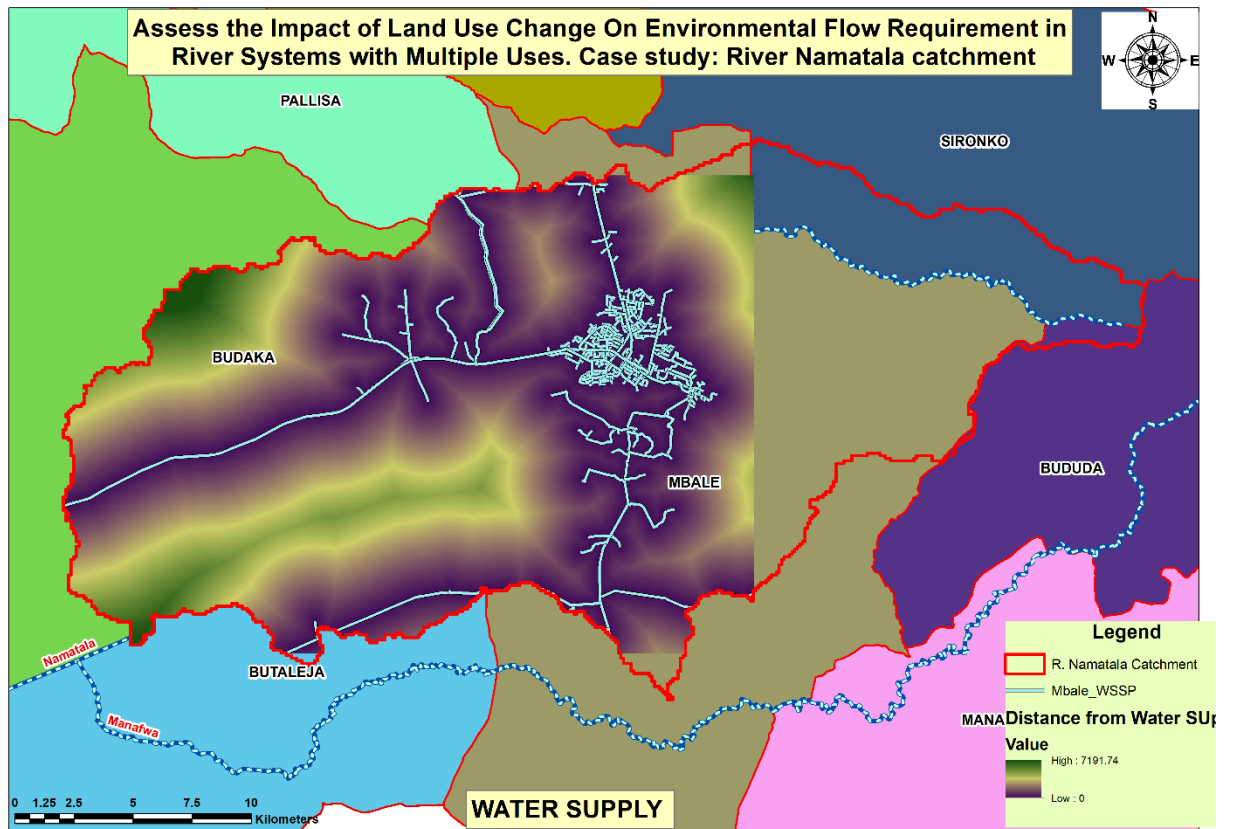 Assess the Impact of Land Use Change On Environmental Flow Requirement in
River Systems with Multiple Uses. Case study: River Namatala catchment
N
W E
S
PALLISA
SIRONKO
BUDAKA
MBALE
BUDUDA
Namatala
BUTALEJA
Manafwa
MANA
Legend
R. Namatala Catchment
Mbale_WSSP
Distance from Water SUp
Value
High : 7191.74
Low : 0
0 1.25 2.5 5 7.5 10
Kilometers
WATER SUPPLY